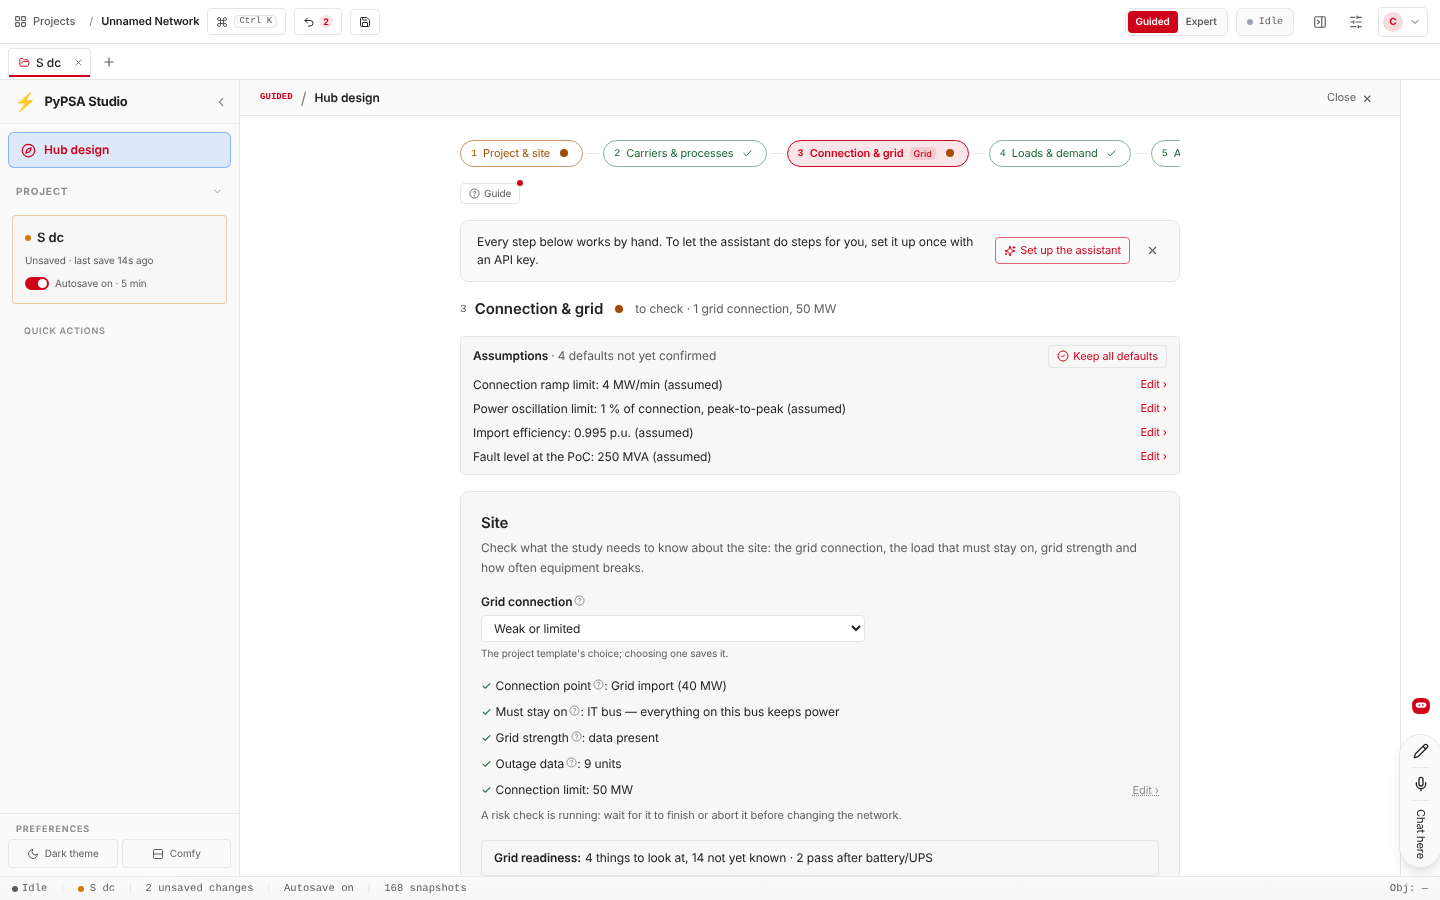 Projects / Unnamed Network Ctrl K 2 Guided Expert Idle C
S dc
PyPSA Studio
GUIDED / Hub design Close
Hub design
1 Project & site 2 Carriers & processes 3 Connection & grid Grid 4 Loads & demand 5 A
PROJECT
Guide
S dc
Unsaved · last save 14s ago
Autosave on · 5 min
Every step below works by hand. To let the assistant do steps for you, set it up once with
an API key.
Set up the assistant
QUICK ACTIONS
3 Connection & grid to check · 1 grid connection, 50 MW
Assumptions · 4 defaults not yet confirmed Keep all defaults
Connection ramp limit: 4 MW/min (assumed) Edit ›
Power oscillation limit: 1 % of connection, peak-to-peak (assumed) Edit ›
Import efficiency: 0.995 p.u. (assumed) Edit ›
Fault level at the PoC: 250 MVA (assumed) Edit ›
Site
Check what the study needs to know about the site: the grid connection, the load that must stay on, grid strength and
how often equipment breaks.
Grid connection ?
Weak or limited
The project template's choice; choosing one saves it.
✓ Connection point ? : Grid import (40 MW)
✓ Must stay on ? : IT bus — everything on this bus keeps power
✓ Grid strength ? : data present
✓ Outage data ? : 9 units
✓ Connection limit: 50 MW Edit ›
A risk check is running: wait for it to finish or abort it before changing the network.
Grid readiness: 4 things to look at, 14 not yet known · 2 pass after battery/UPS
Chat here
PREFERENCES
Dark theme Comfy
Idle S dc 2 unsaved changes Autosave on 168 snapshots Obj: —